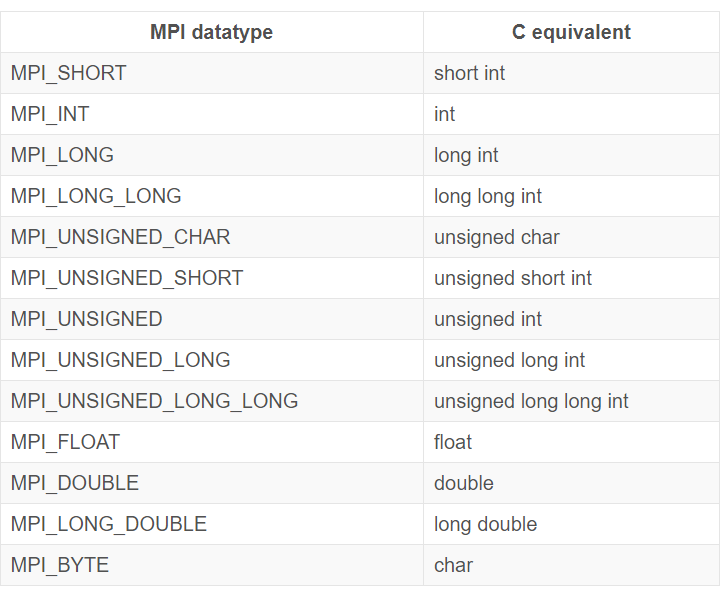 MPI datatype C equivalent
MPI_SHORT short int
MPI_INT int
MPI_LONG long int
MPI_LONG_LONG long long int
MPI_UNSIGNED_CHAR unsigned char
MPI_UNSIGNED_SHORT unsigned short int
MPI_UNSIGNED unsigned int
MPI_UNSIGNED_LONG unsigned long int
MPI_UNSIGNED_LONG_LONG unsigned long long int
MPI_FLOAT float
MPI_DOUBLE double
MPI_LONG_DOUBLE long double
MPI_BYTE char